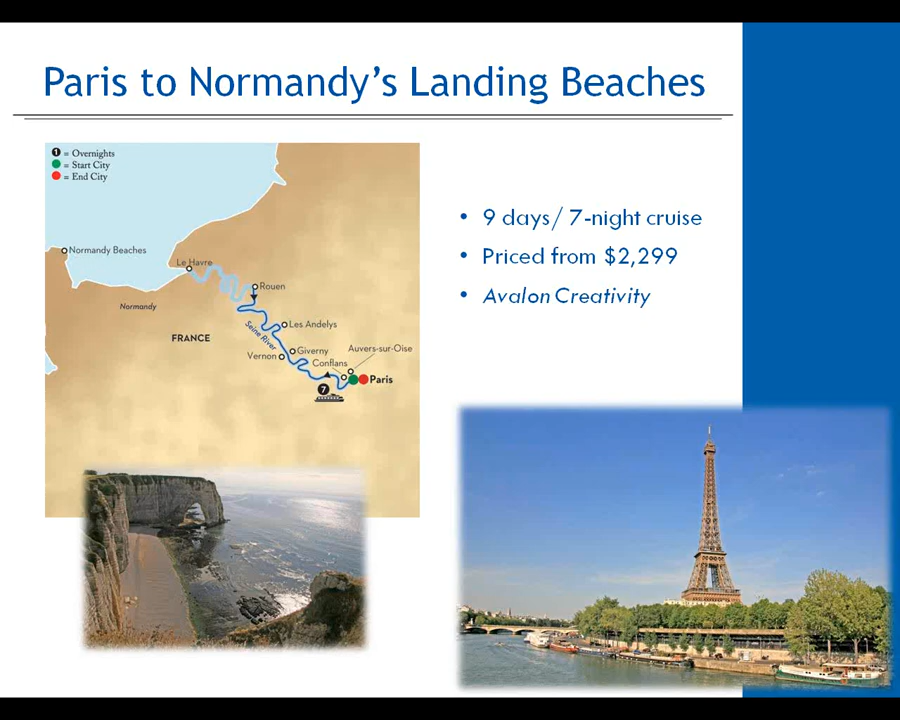 Paris to Normandy's Landing Beaches
1 = Overnights
= Start City
= End City
Normandy Beaches
Le Havre
Rouen
Normandy
Les Andelys
FRANCE
Seine River
Giverny
Auvers-sur-Oise
Vernon
Conflans
Paris
7
• 9 days/ 7-night cruise
• Priced from $2,299
• Avalon Creativity